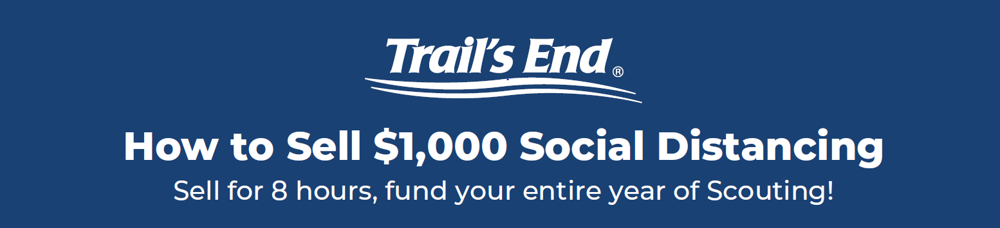 Trail's End®
How to Sell $1,000 Social Distancing
Sell for 8 hours, fund your entire year of Scouting!